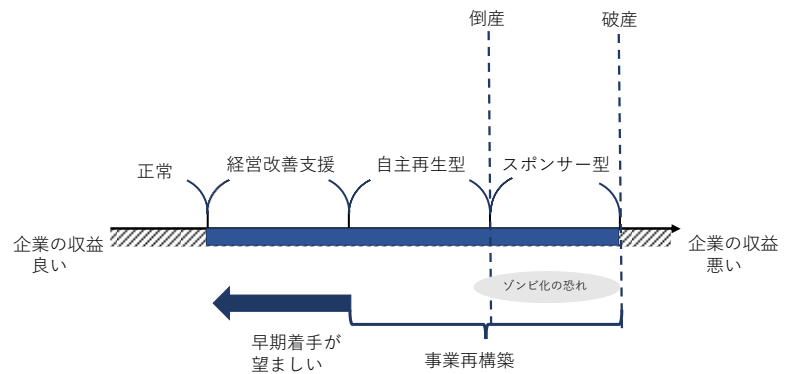 倒産
破産
正常
経営改善支援
自主再生型
スポンサー型
企業の収益
良い
企業の収益
悪い
ゾンビ化の恐れ
早期着手が
望ましい
事業再構築